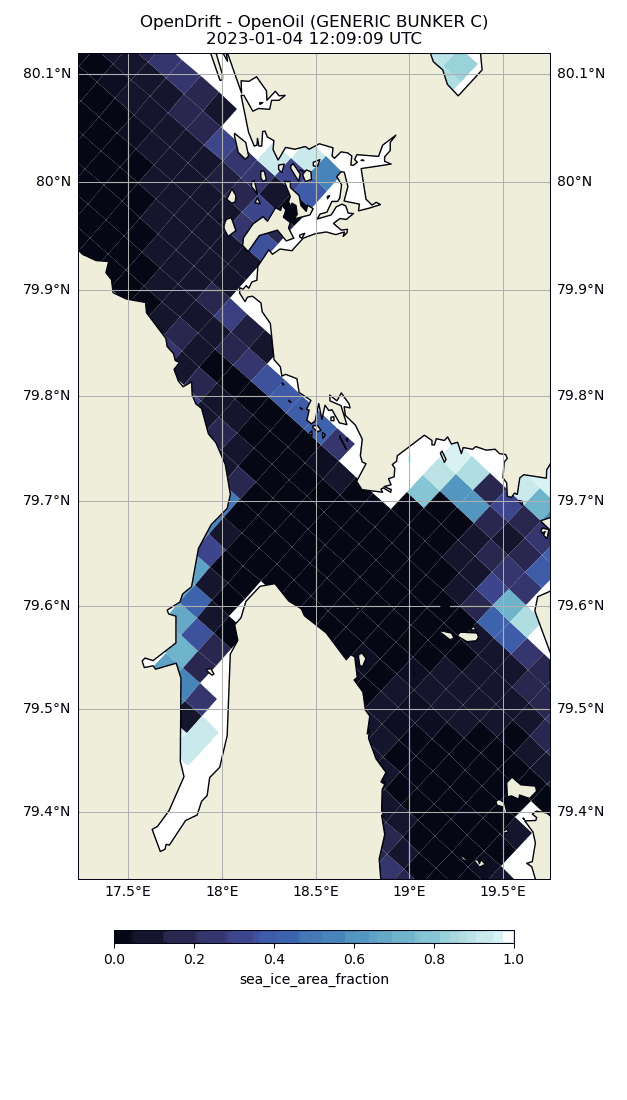 OpenDrift - OpenOil (GENERIC BUNKER C)
2023-01-04 12:09:09 UTC
80.1°N 80.1°N
80°N 80°N
79.9°N 79.9°N
79.8°N 79.8°N
79.7°N 79.7°N
79.6°N 79.6°N
79.5°N 79.5°N
79.4°N 79.4°N
17.5°E 18°E 18.5°E 19°E 19.5°E
0.0 0.2 0.4 0.6 0.8 1.0
sea_ice_area_fraction